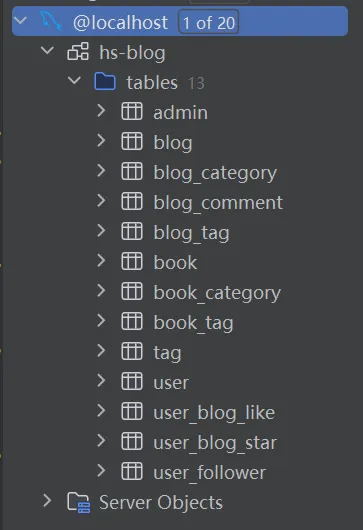 @localhost 1 of 20
hs-blog
tables 13
admin
blog
blog_category
blog_comment
blog_tag
book
book_category
book_tag
tag
user
user_blog_like
user_blog_star
user_follower
Server Objects